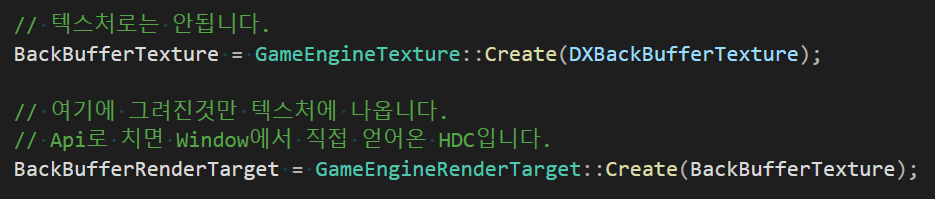 // 텍스처로는 안됩니다.
BackBufferTexture = GameEngineTexture::Create(DXBackBufferTexture);
// 여기에 그려진것만 텍스처에 나옵니다.
// Api로 치면 Window에서 직접 얻어온 HDC입니다.
BackBufferRenderTarget = GameEngineRenderTarget::Create(BackBufferTexture);